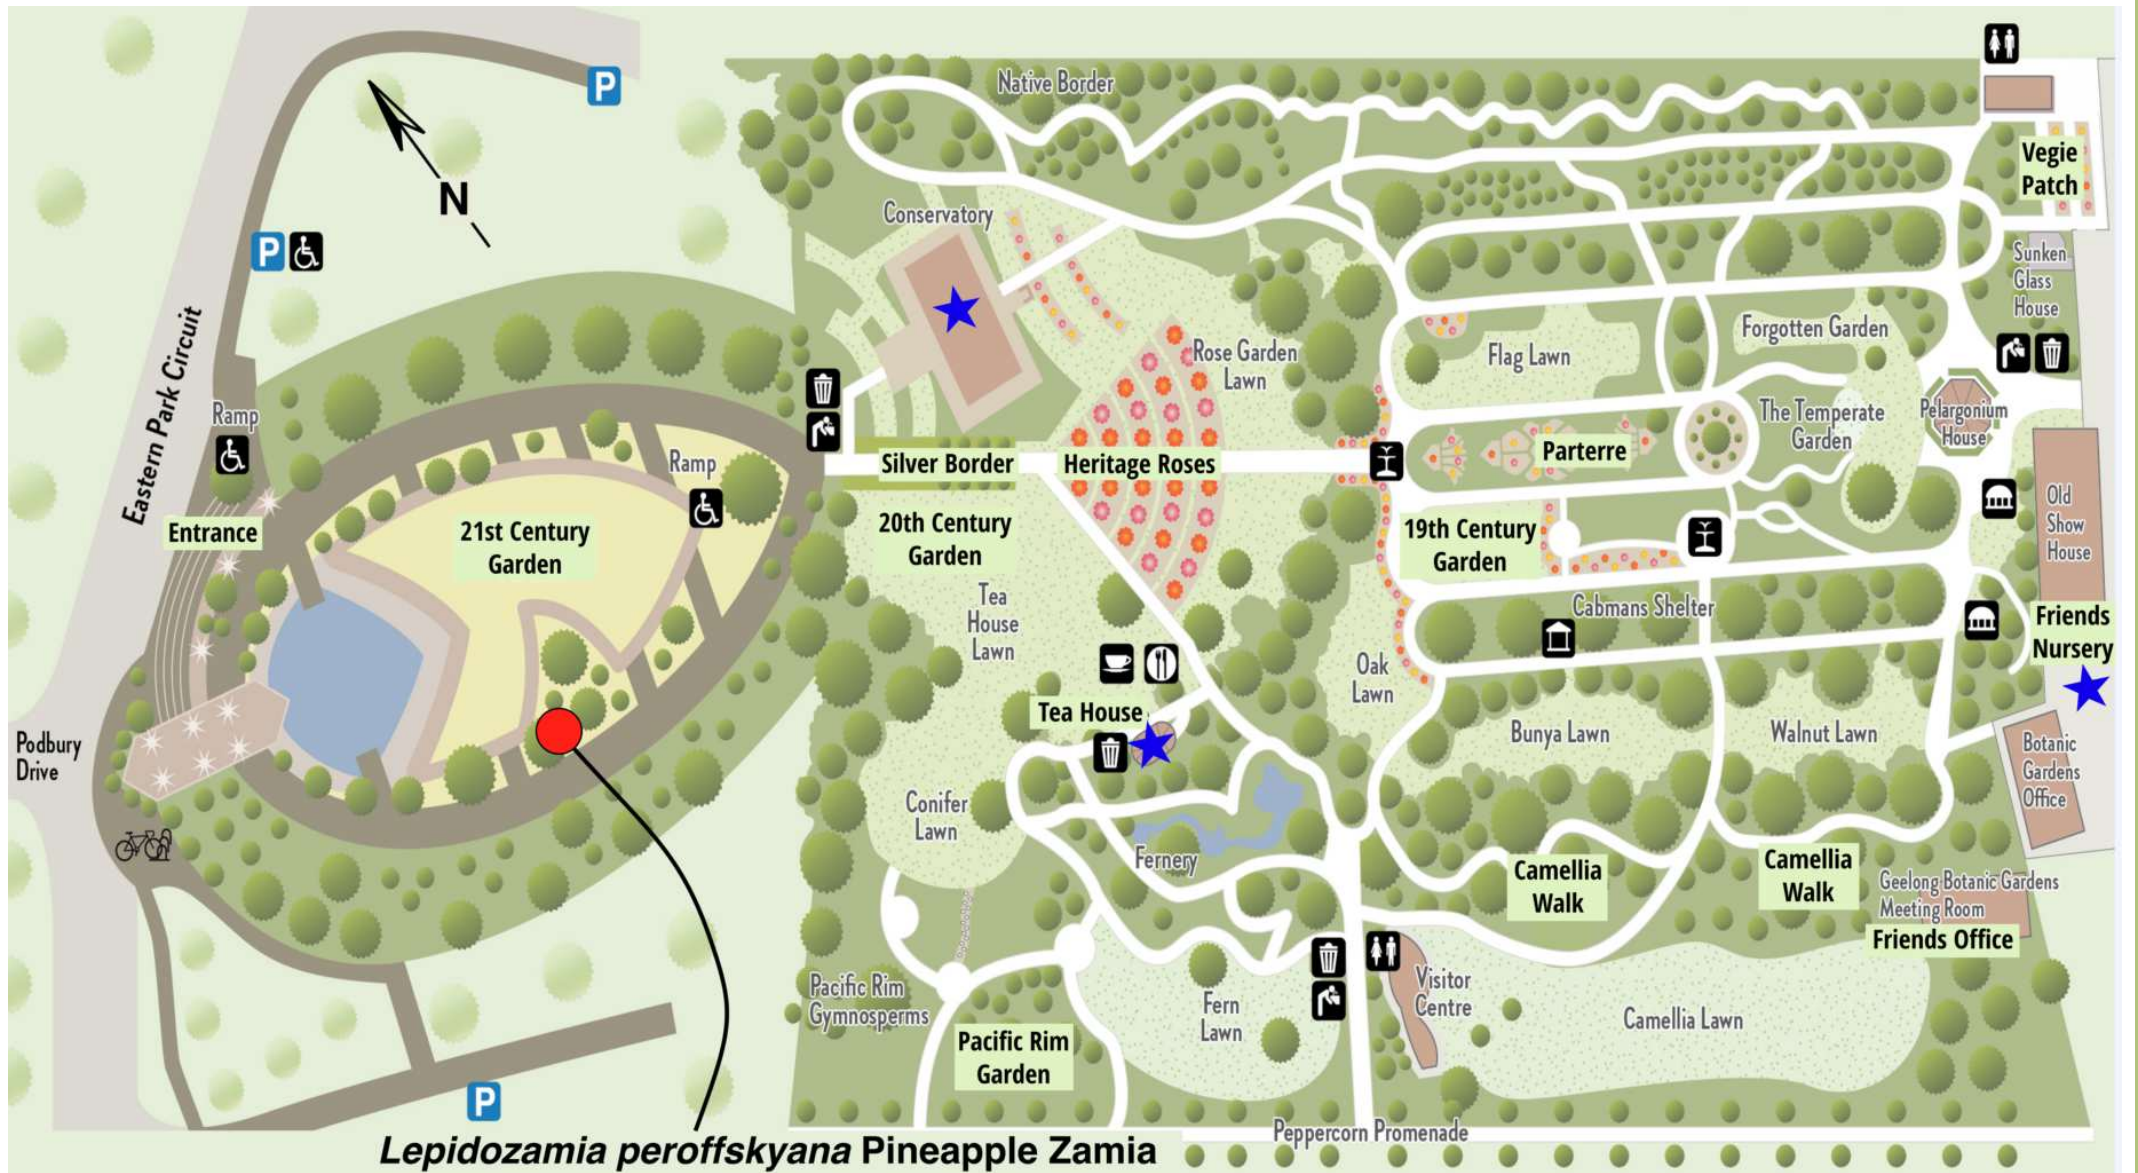 Native Border
P
N
Vegie
Patch
Conservatory
P
Sunken
Glass
House
Eastern Park Circuit
Forgotten Garden
Rose Garden
Lawn
Flag Lawn
Ramp
The Temperate
Garden
Pelargonium
House
Ramp
Silver Border
Heritage Roses
Parterre
Entrance
21st Century
Garden
20th Century
Garden
19th Century
Garden
Old
Show
House
Tea
House
Lawn
Cabmans Shelter
Friends
Nursery
Oak
Lawn
Tea House
Bunya Lawn
Walnut Lawn
Podbury
Drive
Botanic
Gardens
Office
Conifer
Lawn
Fernery
Camellia
Walk
Camellia
Walk
Geelong Botanic Gardens
Meeting Room
Friends Office
Pacific Rim
Gymnosperms
Fern
Lawn
Visitor
Centre
Camellia Lawn
Pacific Rim
Garden
P
Peppercorn Promenade
Lepidozamia peroffskyana Pineapple Zamia